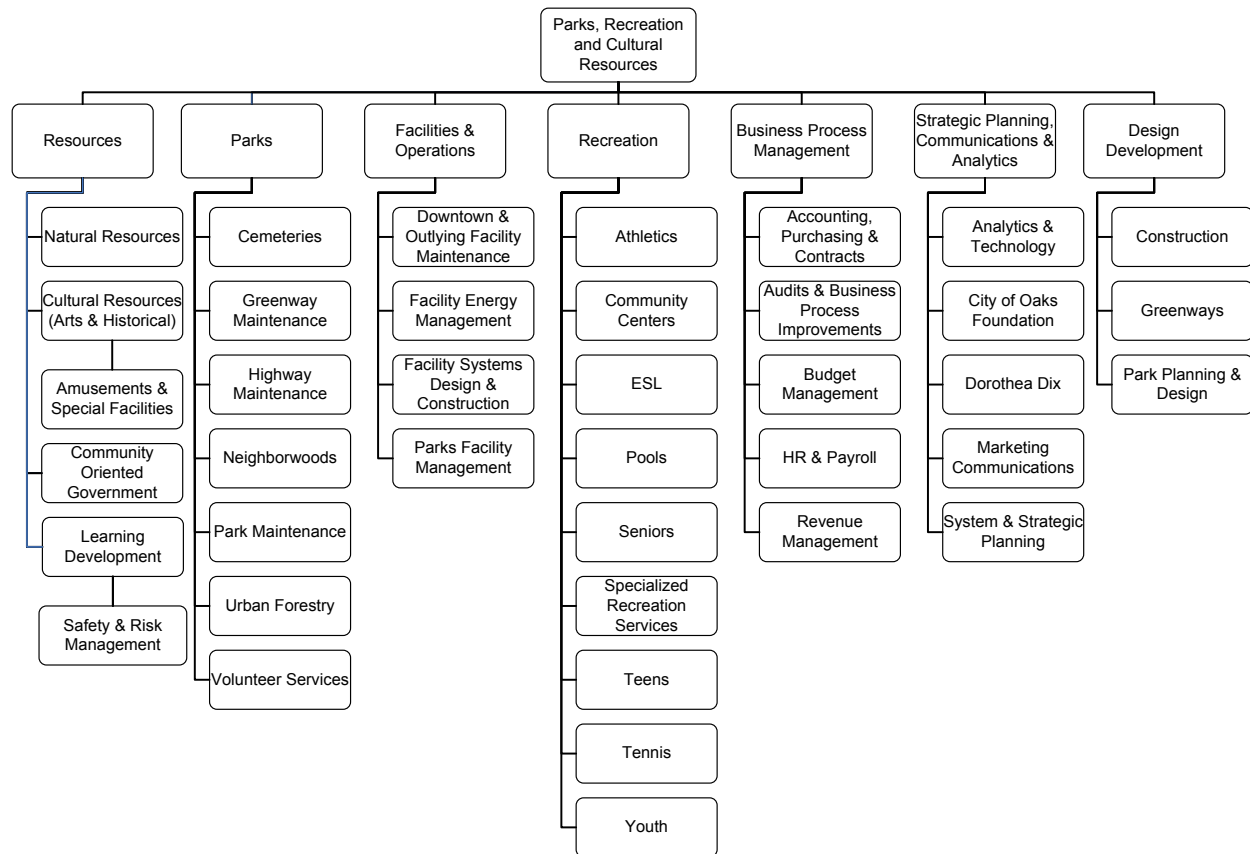 Parks, Recreation
and Cultural
Resources
Resources
Parks
Facilities &
Operations
Recreation
Business Process
Management
Strategic Planning,
Communications &
Analytics
Design
Development
Natural Resources
Cultural Resources
(Arts & Historical)
Amusements &
Special Facilities
Community
Oriented
Government
Learning
Development
Safety & Risk
Management
Cemeteries
Greenway
Maintenance
Highway
Maintenance
Neighborwoods
Park Maintenance
Urban Forestry
Volunteer Services
Downtown &
Outlying Facility
Maintenance
Facility Energy
Management
Facility Systems
Design &
Construction
Parks Facility
Management
Athletics
Community
Centers
ESL
Pools
Seniors
Specialized
Recreation
Services
Teens
Tennis
Youth
Accounting,
Purchasing &
Contracts
Audits & Business
Process
Improvements
Budget
Management
HR & Payroll
Revenue
Management
Analytics &
Technology
City of Oaks
Foundation
Dorothea Dix
Marketing
Communications
System & Strategic
Planning
Construction
Greenways
Park Planning &
Design